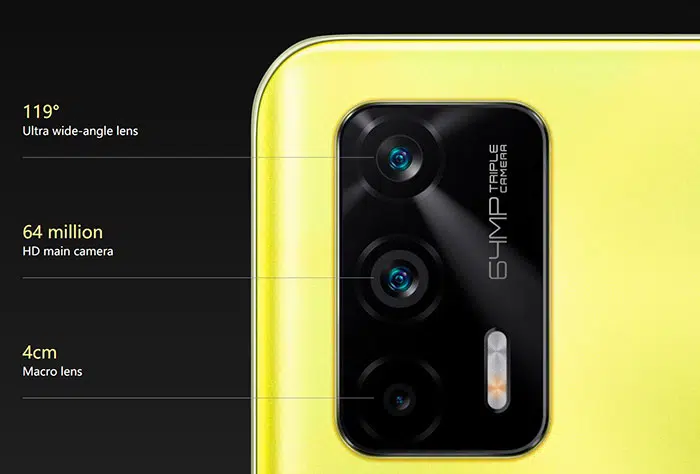 119°
Ultra wide-angle lens
64 million
HD main camera
4cm
Macro lens
64MP TRIPLE
CAMERA